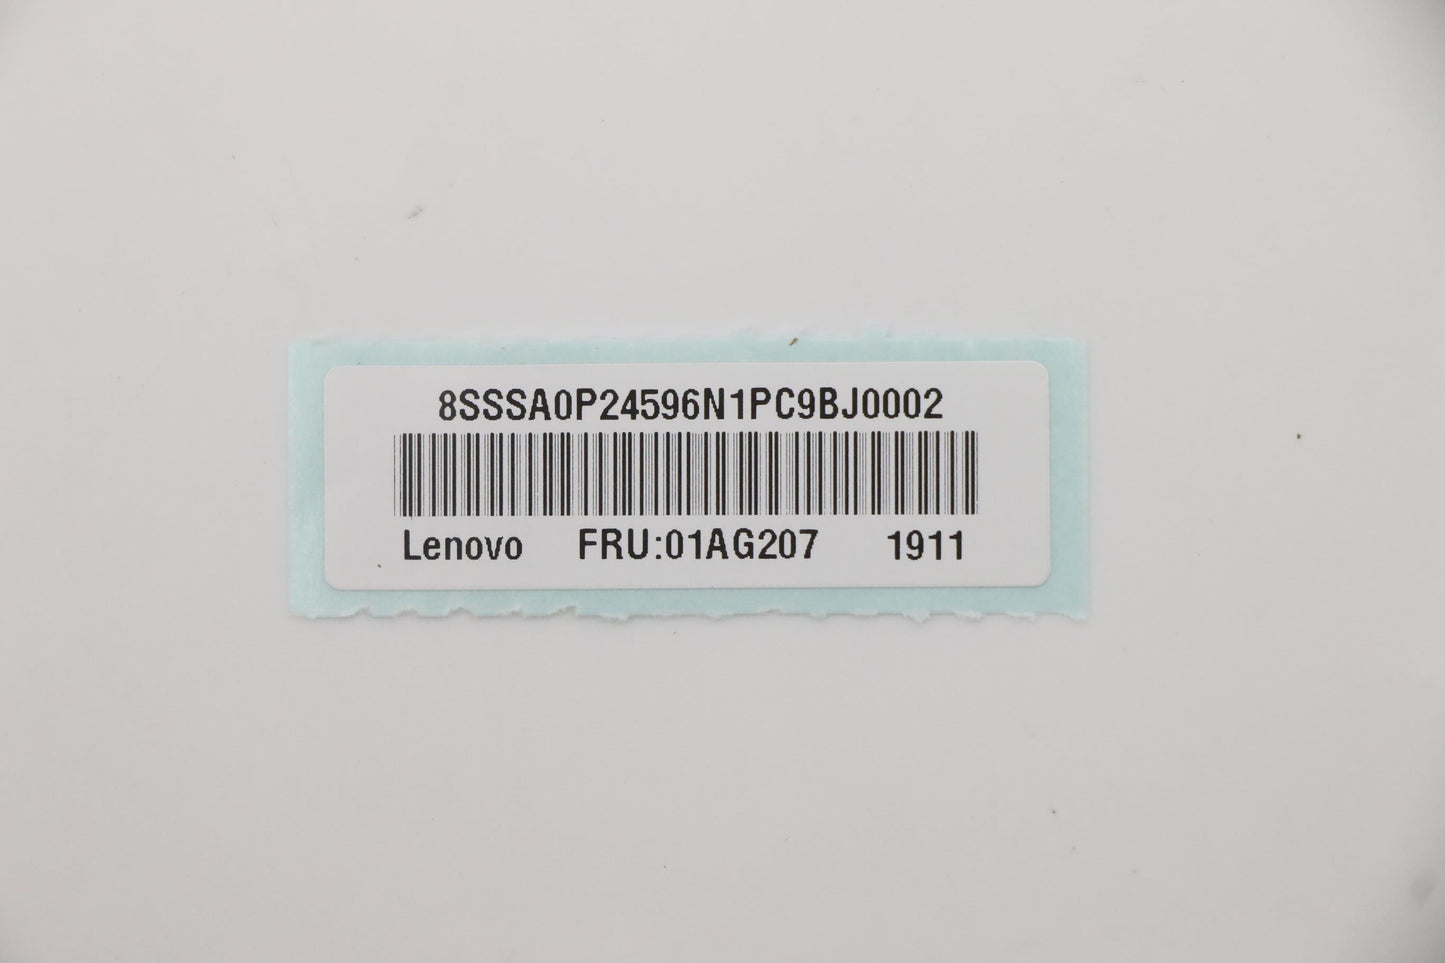 8SSSA0P24596N1PC9BJ0002
Lenovo FRU:01AG207 1911